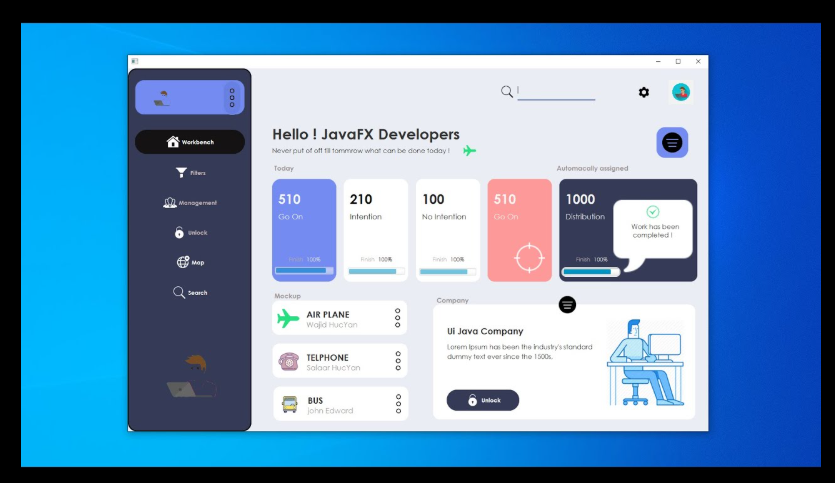 Workbench
Fliters
Management
Unlock
Map
Search
Hello ! JavaFX Developers
Never put of off till tommrow what can be done today !
Today
Automacally assigned
510
Go On
Finish 100%
210
Intention
Finish 100%
100
No Intention
Finish 100%
510
Go On
1000
Distribution
Finish 100%
Work has been
completed !
Mockup
AIR PLANE
Wajid HucYan
TELPHONE
Salaar HucYan
BUS
john Edward
Company
Ui Java Company
Lorem Ipsum has been the industry's standard
dummy text ever since the 1500s,
Unlock